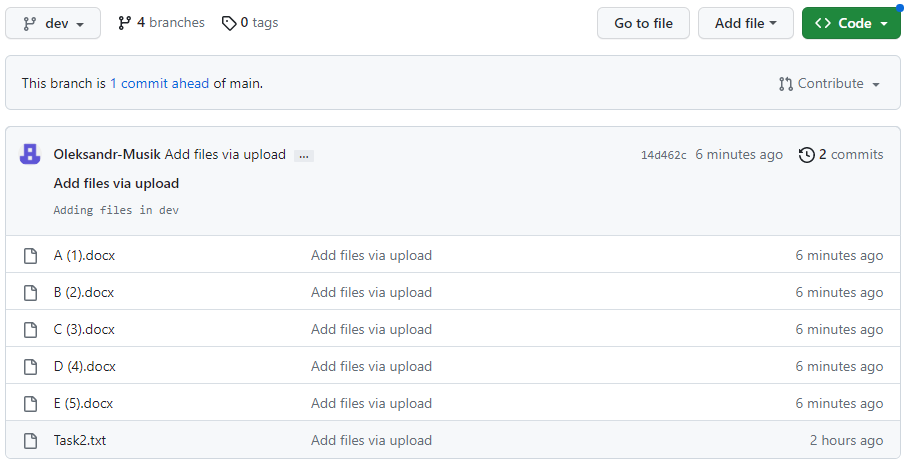 dev 4 branches 0 tags Go to file Add file Code
This branch is 1 commit ahead of main. Contribute
Oleksandr-Musik Add files via upload ... 14d462c 6 minutes ago 2 commits
Add files via upload
Adding files in dev
A (1).docx Add files via upload 6 minutes ago
B (2).docx Add files via upload 6 minutes ago
C (3).docx Add files via upload 6 minutes ago
D (4).docx Add files via upload 6 minutes ago
E (5).docx Add files via upload 6 minutes ago
Task2.txt Add files via upload 2 hours ago